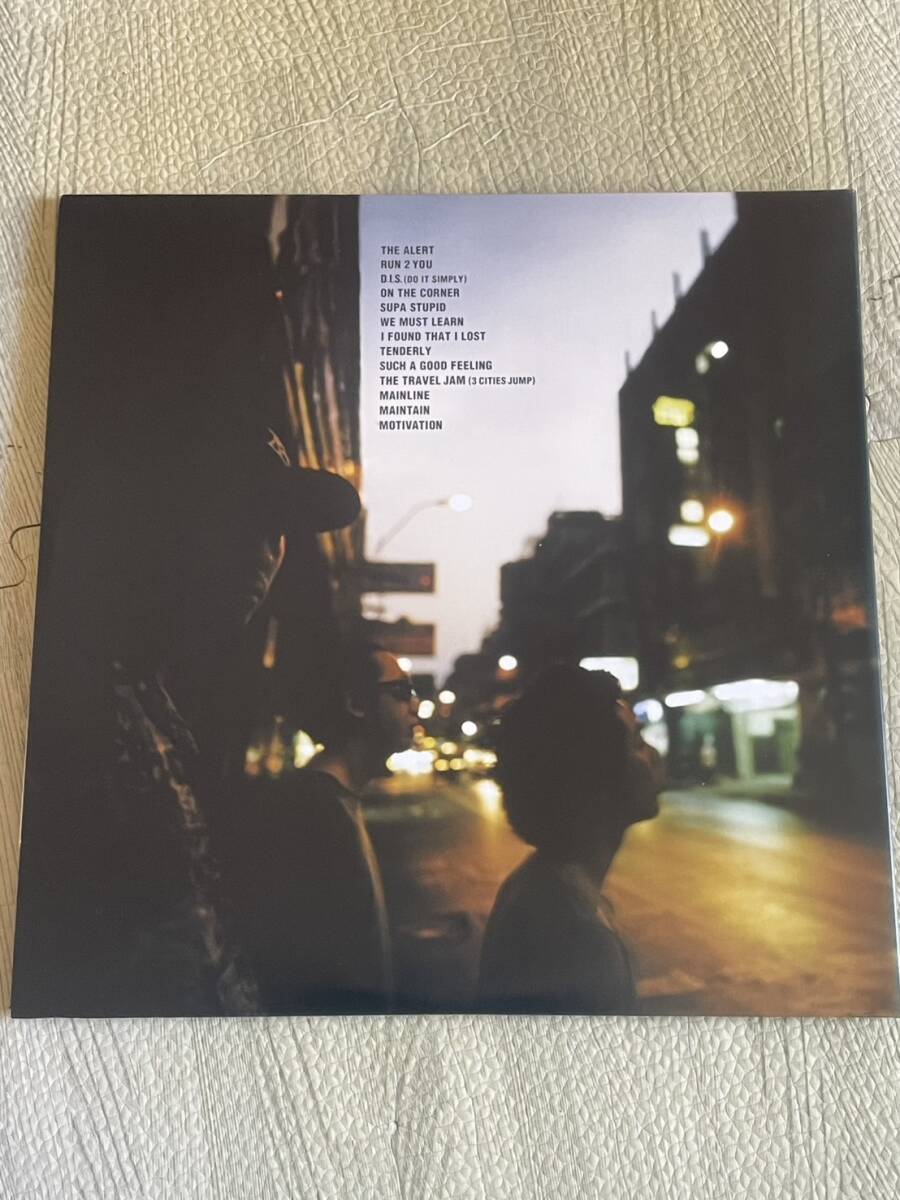 THE ALERT
RUN 2 YOU
D.I.S. (DO IT SIMPLY)
ON THE CORNER
SUPA STUPID
WE MUST LEARN
I FOUND THAT I LOST
TENDERLY
SUCH A GOOD FEELING
THE TRAVEL JAM (3 CITIES JUMP)
MAINLINE
MAINTAIN
MOTIVATION